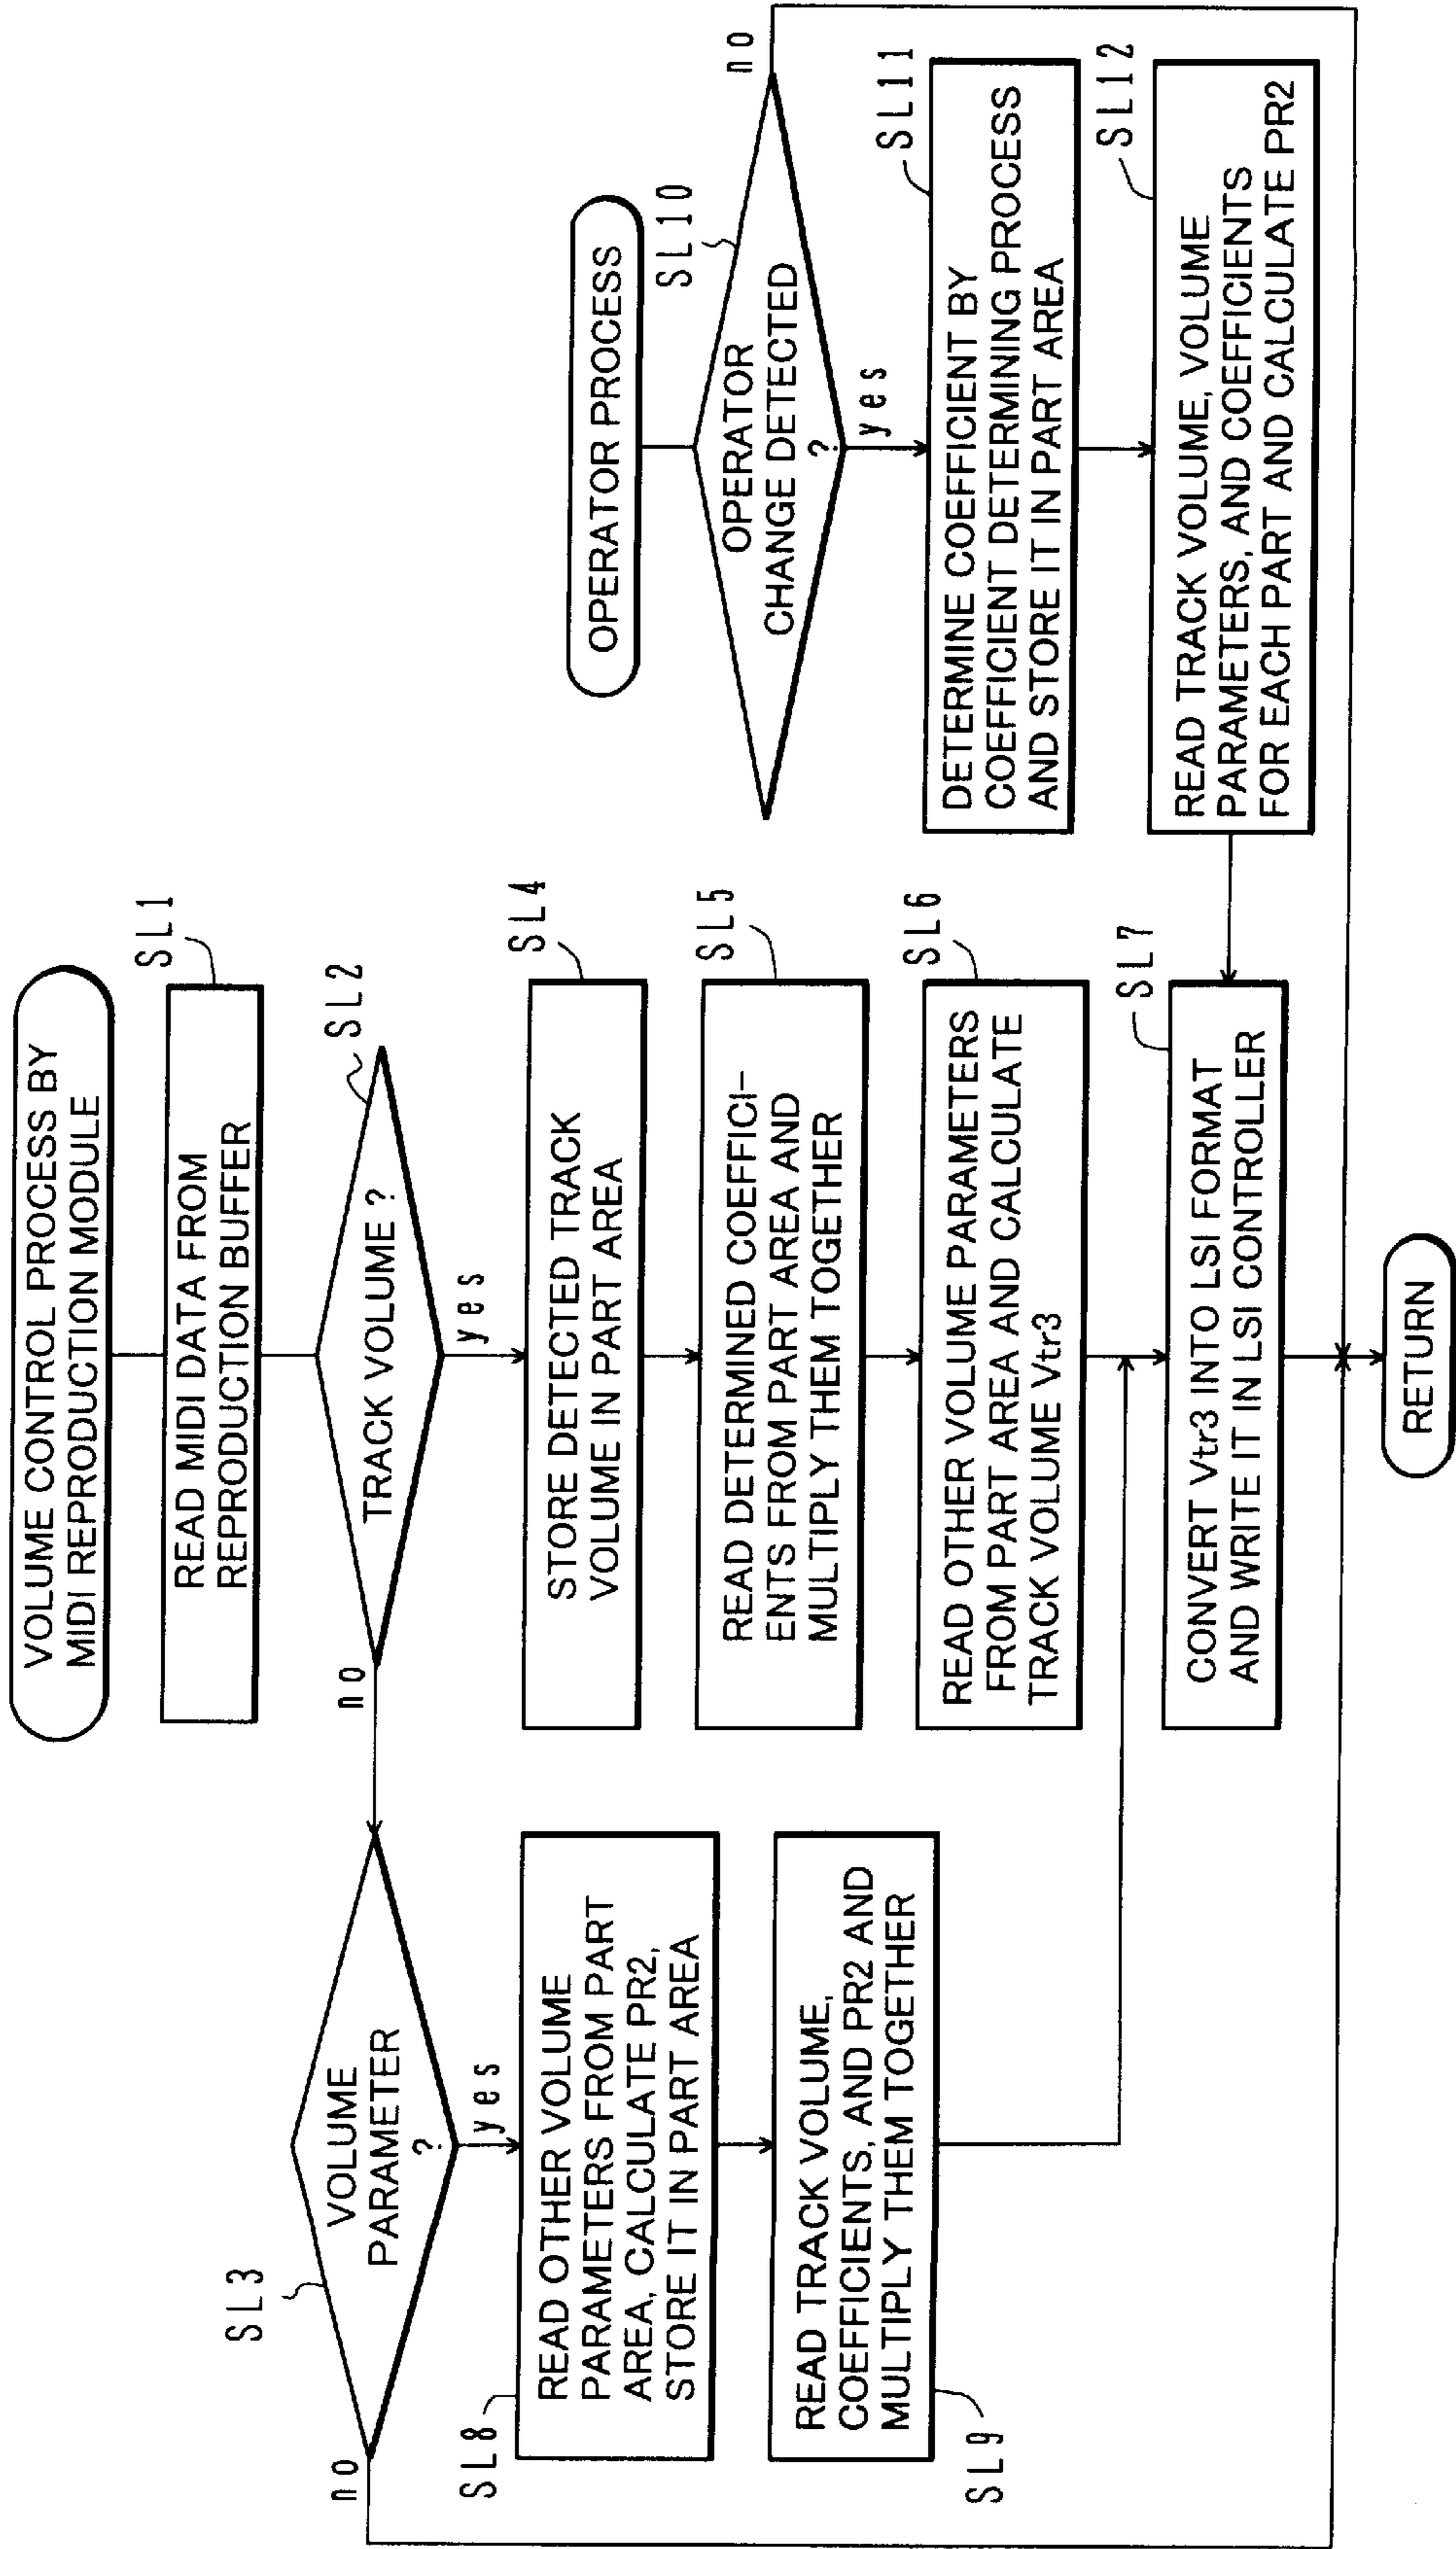 VOLUME CONTROL PROCESS BY
MIDI REPRODUCTION MODULE
SL1
READ MIDI DATA FROM
REPRODUCTION BUFFER
SL2
TRACK VOLUME ?
no
yes
SL3
VOLUME
PARAMETER
?
no
yes
SL4
STORE DETECTED TRACK
VOLUME IN PART AREA
SL5
READ DETERMINED COEFFICI-
ENTS FROM PART AREA AND
MULTIPLY THEM TOGETHER
SL6
READ OTHER VOLUME PARAMETERS
FROM PART AREA AND CALCULATE
TRACK VOLUME Vtr3
SL7
CONVERT Vtr3 INTO LSI FORMAT
AND WRITE IT IN LSI CONTROLLER
SL8
READ OTHER VOLUME
PARAMETERS FROM PART
AREA, CALCULATE PR2,
STORE IT IN PART AREA
SL9
READ TRACK VOLUME,
COEFFICIENTS, AND PR2 AND
MULTIPLY THEM TOGETHER
OPERATOR PROCESS
SL10
OPERATOR
CHANGE DETECTED
?
no
yes
SL11
DETERMINE COEFFICIENT BY
COEFFICIENT DETERMINING PROCESS
AND STORE IT IN PART AREA
SL12
READ TRACK VOLUME, VOLUME
PARAMETERS, AND COEFFICIENTS
FOR EACH PART AND CALCULATE PR2
RETURN